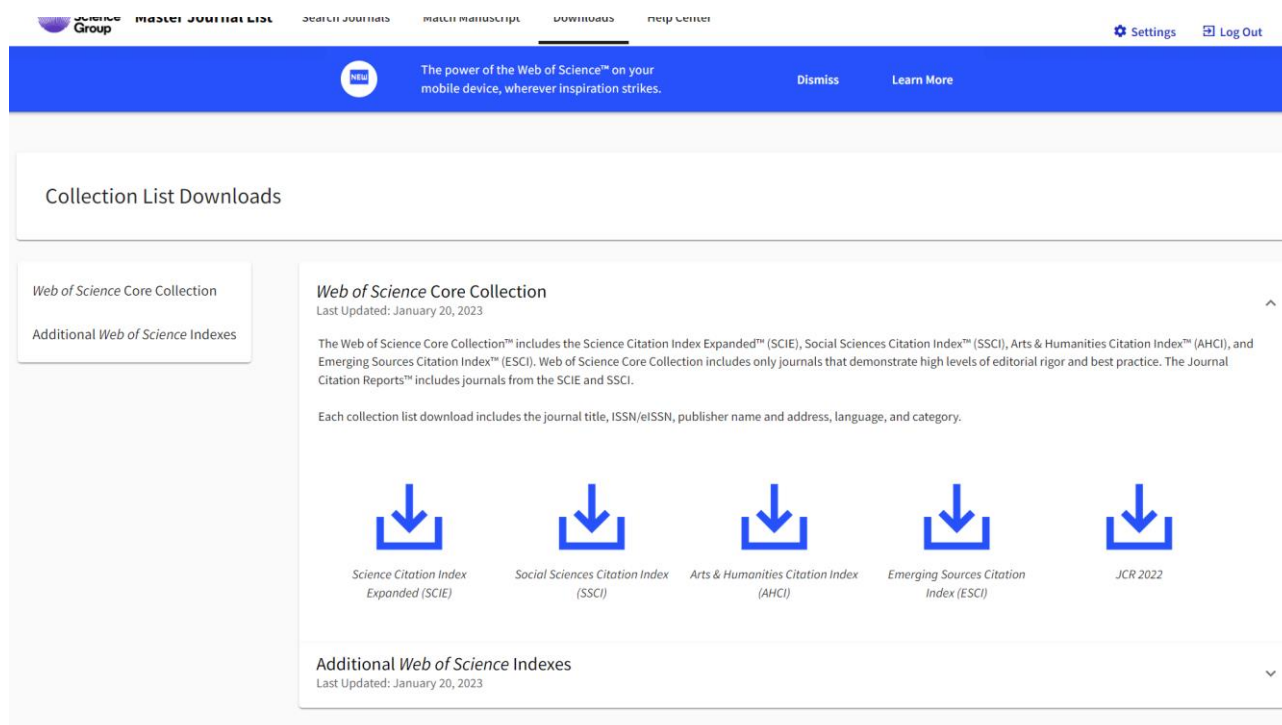 Science
Group
Master Journal List
Search Journals
Match Manuscript
Downloads
Help Center
Settings
Log Out
NEW
The power of the Web of Science™ on your
mobile device, wherever inspiration strikes.
Dismiss
Learn More
Collection List Downloads
Web of Science Core Collection
Additional Web of Science Indexes
Web of Science Core Collection
Last Updated: January 20, 2023
The Web of Science Core Collection™ includes the Science Citation Index Expanded™ (SCIE), Social Sciences Citation Index™ (SSCI), Arts & Humanities Citation Index™ (AHCI), and
Emerging Sources Citation Index™ (ESCI). Web of Science Core Collection includes only journals that demonstrate high levels of editorial rigor and best practice. The Journal
Citation Reports™ includes journals from the SCIE and SSCI.
Each collection list download includes the journal title, ISSN/eISSN, publisher name and address, language, and category.
Science Citation Index
Expanded (SCIE)
Social Sciences Citation Index
(SSCI)
Arts & Humanities Citation Index
(AHCI)
Emerging Sources Citation
Index (ESCI)
JCR 2022
Additional Web of Science Indexes
Last Updated: January 20, 2023